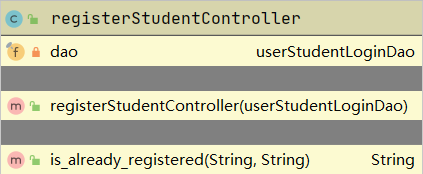 C registerStudentController
f dao userStudentLoginDao
m registerStudentController(userStudentLoginDao)
m is_already_registered(String, String) String